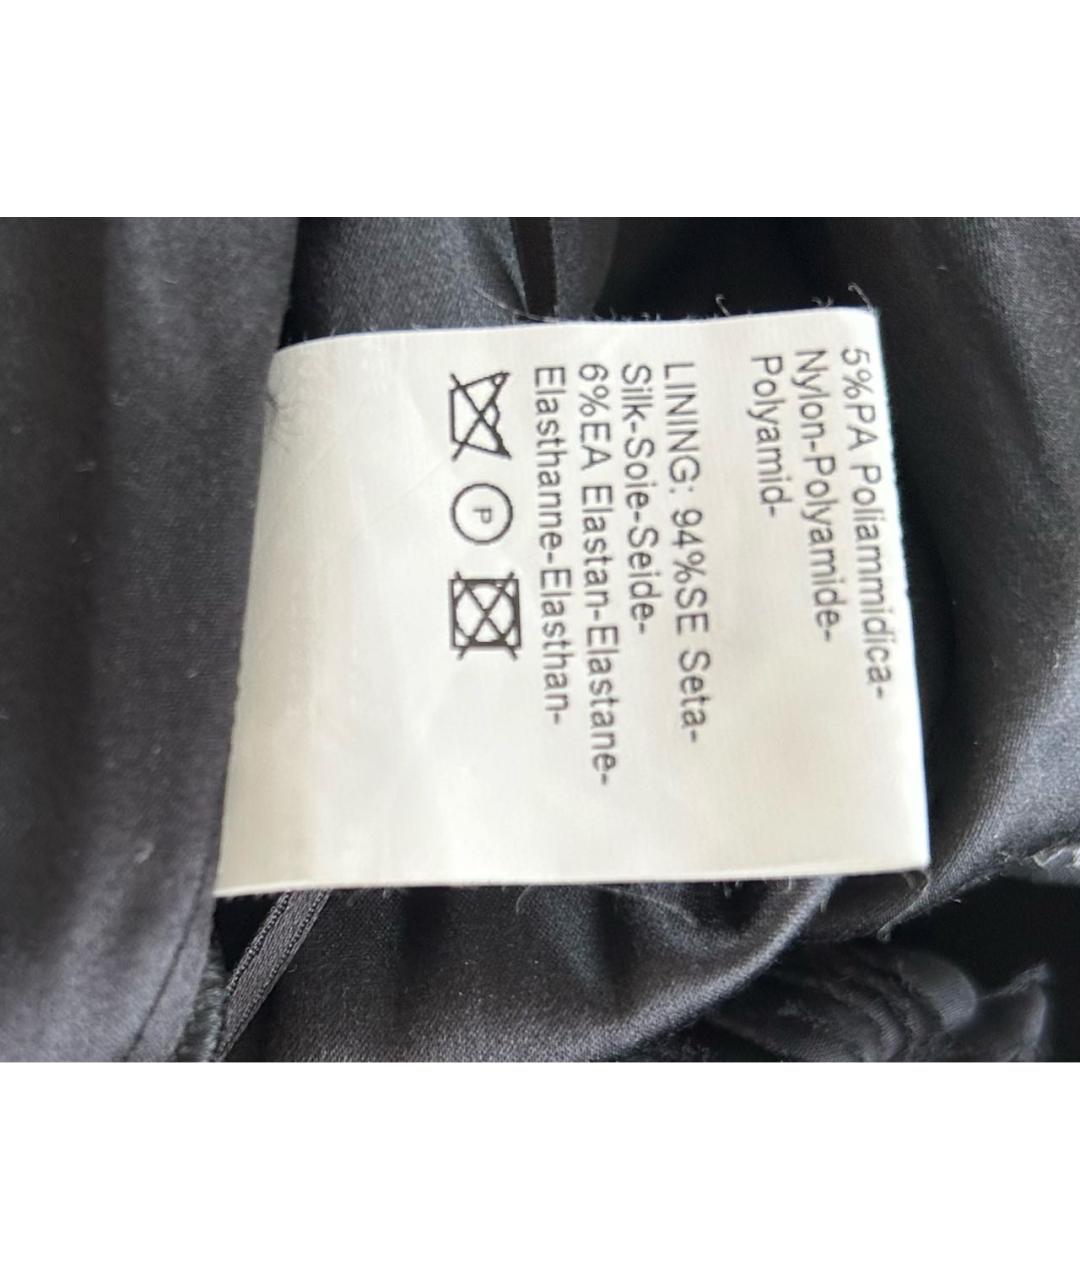 5%PA Poliammidica-
Nylon-Polyamide-
Polyamid-
LINING: 94%SE Seta-
Silk-Soie-Seide-
6%EA Elastan-Elastane-
Elasthanne-Elasthan-
P